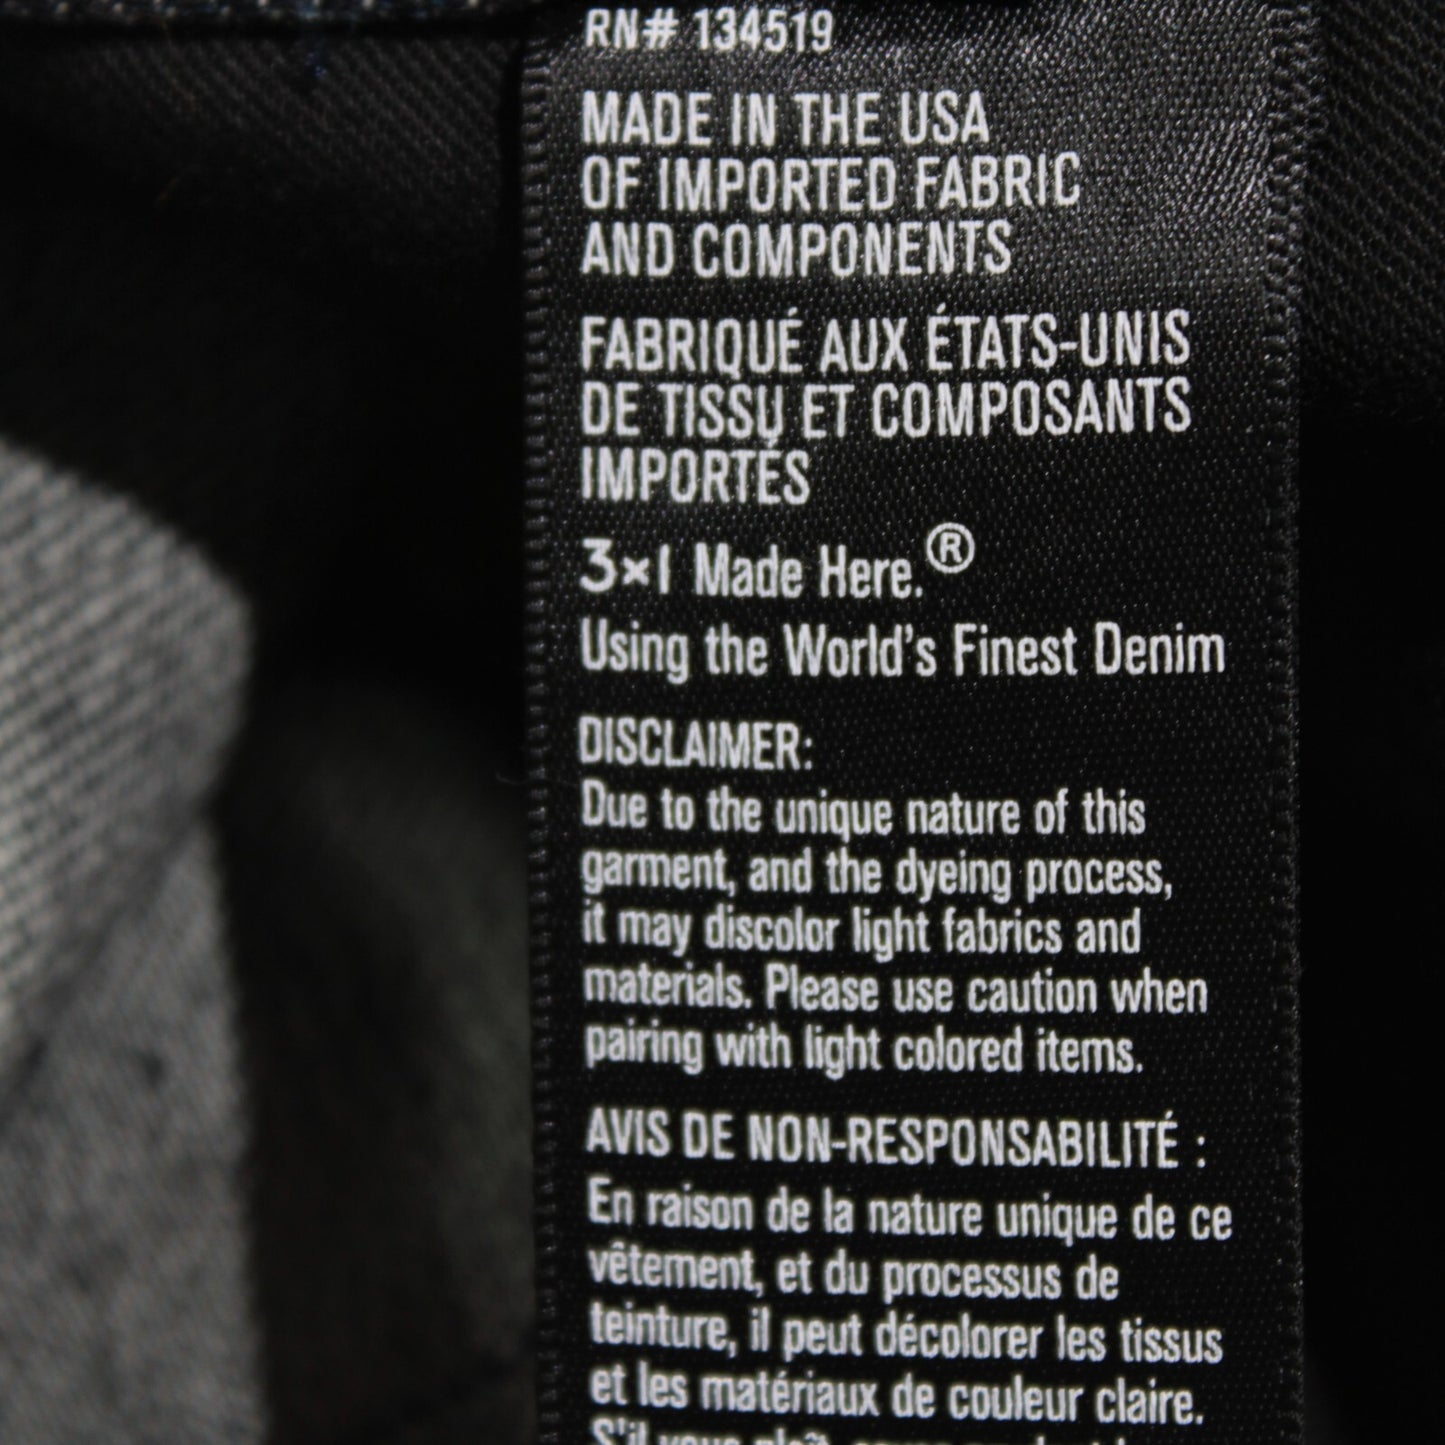 RN# 134519
MADE IN THE USA
OF IMPORTED FABRIC
AND COMPONENTS
FABRIQUÉ AUX ÉTATS-UNIS
DE TISSU ET COMPOSANTS
IMPORTÉS
3×1 Made Here.®
Using the World's Finest Denim
DISCLAIMER:
Due to the unique nature of this
garment, and the dyeing process,
it may discolor light fabrics and
materials. Please use caution when
pairing with light colored items.
AVIS DE NON-RESPONSABILITÉ :
En raison de la nature unique de ce
vêtement, et du processus de
teinture, il peut décolorer les tissus
et les matériaux de couleur claire.
S'il vous plaît,